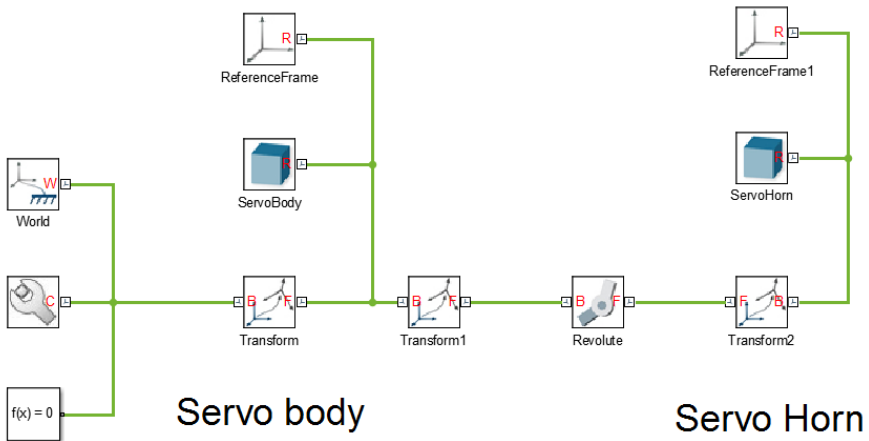 R
ReferenceFrame
R
ReferenceFrame1
R
ServoBody
R
ServoHorn
W
World
C
B F
Transform
B F
Transform1
B F
Revolute
F B
Transform2
f(x) = 0
Servo body
Servo Horn